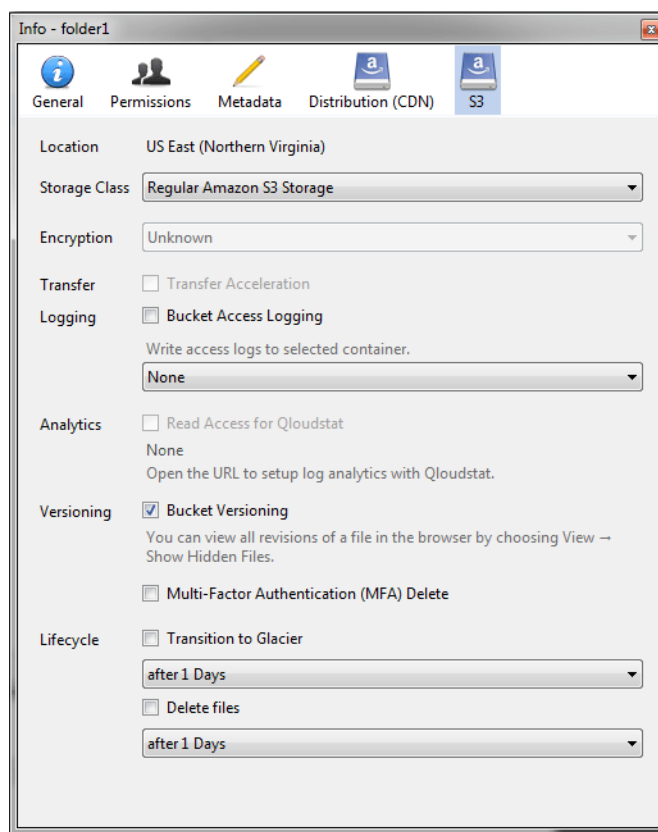 Info - folder1
General
Permissions
Metadata
Distribution (CDN)
S3
Location US East (Northern Virginia)
Storage Class Regular Amazon S3 Storage
Encryption Unknown
Transfer Transfer Acceleration
Logging Bucket Access Logging
Write access logs to selected container.
None
Analytics Read Access for Qloudstat
None
Open the URL to setup log analytics with Qloudstat.
Versioning Bucket Versioning
You can view all revisions of a file in the browser by choosing View →
Show Hidden Files.
Multi-Factor Authentication (MFA) Delete
Lifecycle Transition to Glacier
after 1 Days
Delete files
after 1 Days